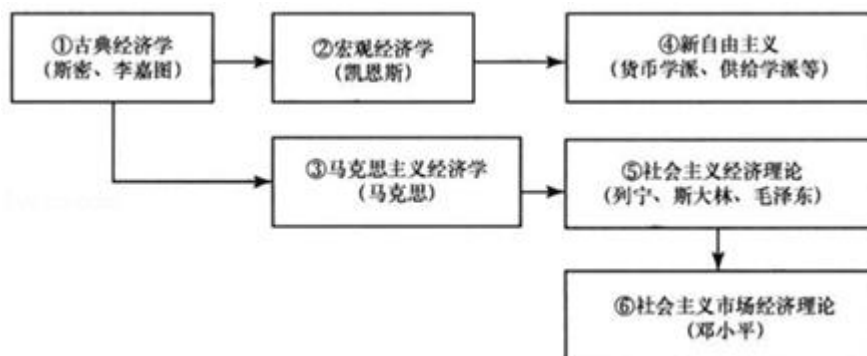 ①古典经济学
(斯密、李嘉图)
②宏观经济学
(凯恩斯)
④新自由主义
(货币学派、供给学派等)
③马克思主义经济学
(马克思)
⑤社会主义经济理论
(列宁、斯大林、毛泽东)
⑥社会主义市场经济理论
(邓小平)